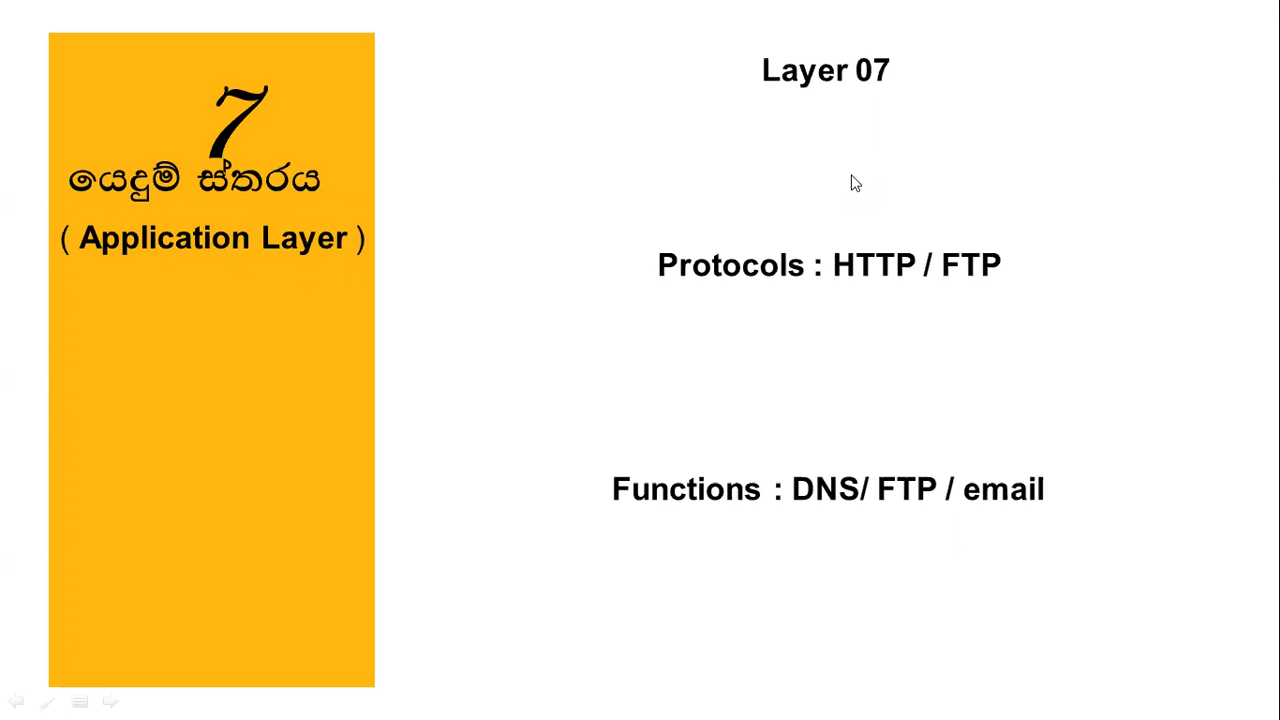 7
යෙදුම් ස්තරය
( Application Layer )
Layer 07
Protocols : HTTP / FTP
Functions : DNS/ FTP / email